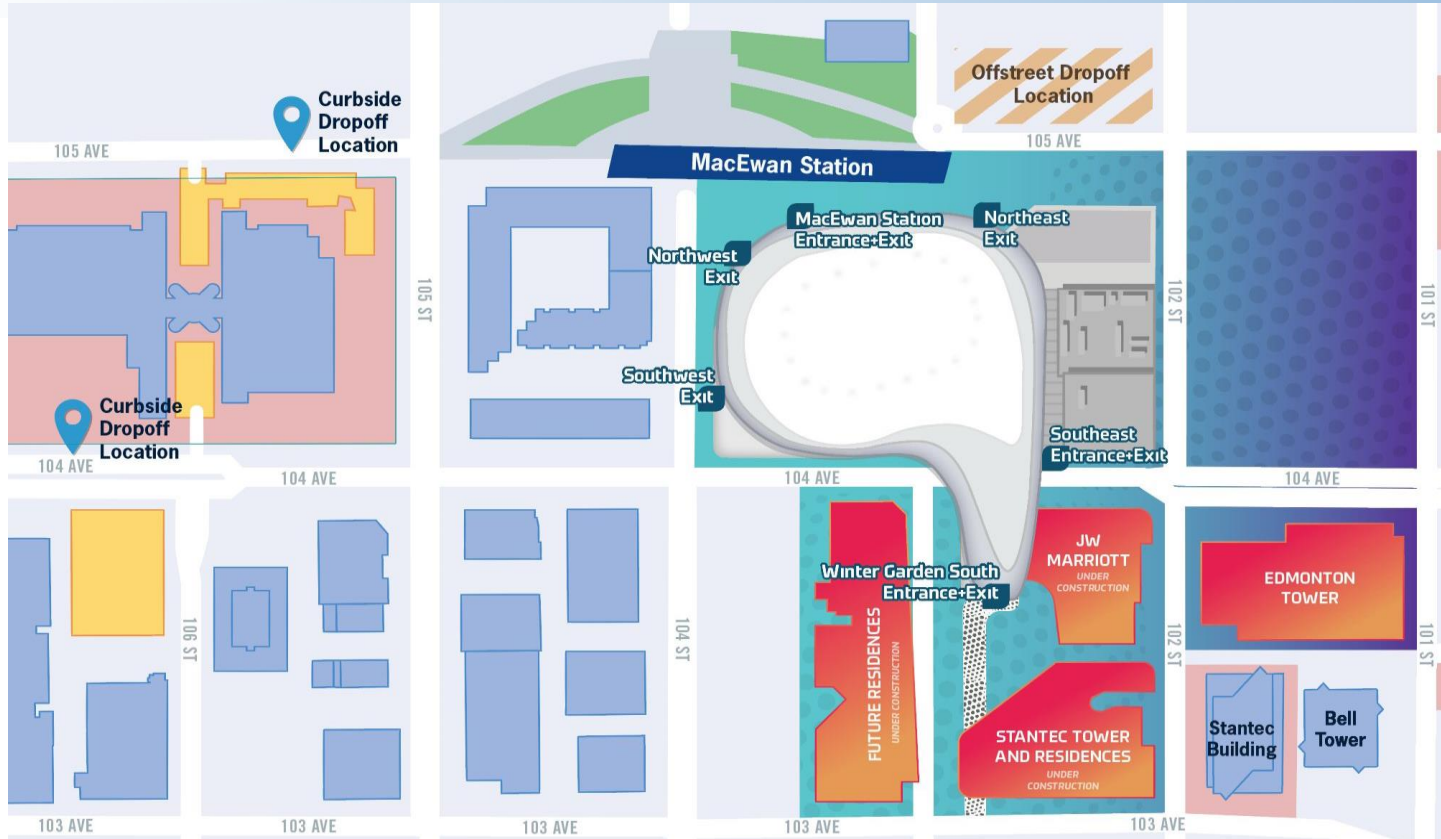 Offstreet Dropoff
Location
Curbside
Dropoff
Location
105 AVE
105 AVE
MacEwan Station
MacEwan Station
Entrance+Exit
Northeast
Exit
Northwest
Exit
105 ST
102 ST
101 ST
Southwest
Exit
Curbside
Dropoff
Location
Southeast
Entrance+Exit
104 AVE
104 AVE
104 AVE
104 AVE
JW
MARRIOTT
UNDER
CONSTRUCTION
Winter Garden South
Entrance+Exit
EDMONTON
TOWER
106 ST
104 ST
102 ST
101 ST
FUTURE RESIDENCES
UNDER CONSTRUCTION
STANTEC TOWER
AND RESIDENCES
UNDER
CONSTRUCTION
Stantec
Building
Bell
Tower
103 AVE
103 AVE
103 AVE
103 AVE
103 AVE